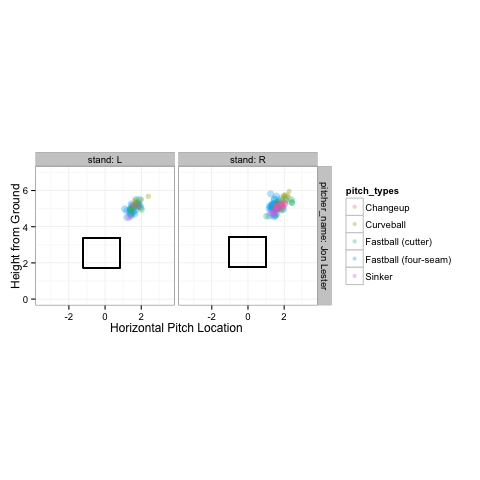 stand: L
stand: R
6
4
2
0
Height from Ground
-2
0
2
-2
0
2
Horizontal Pitch Location
pitcher_name: Jon Lester
pitch_types
Changeup
Curveball
Fastball (cutter)
Fastball (four-seam)
Sinker